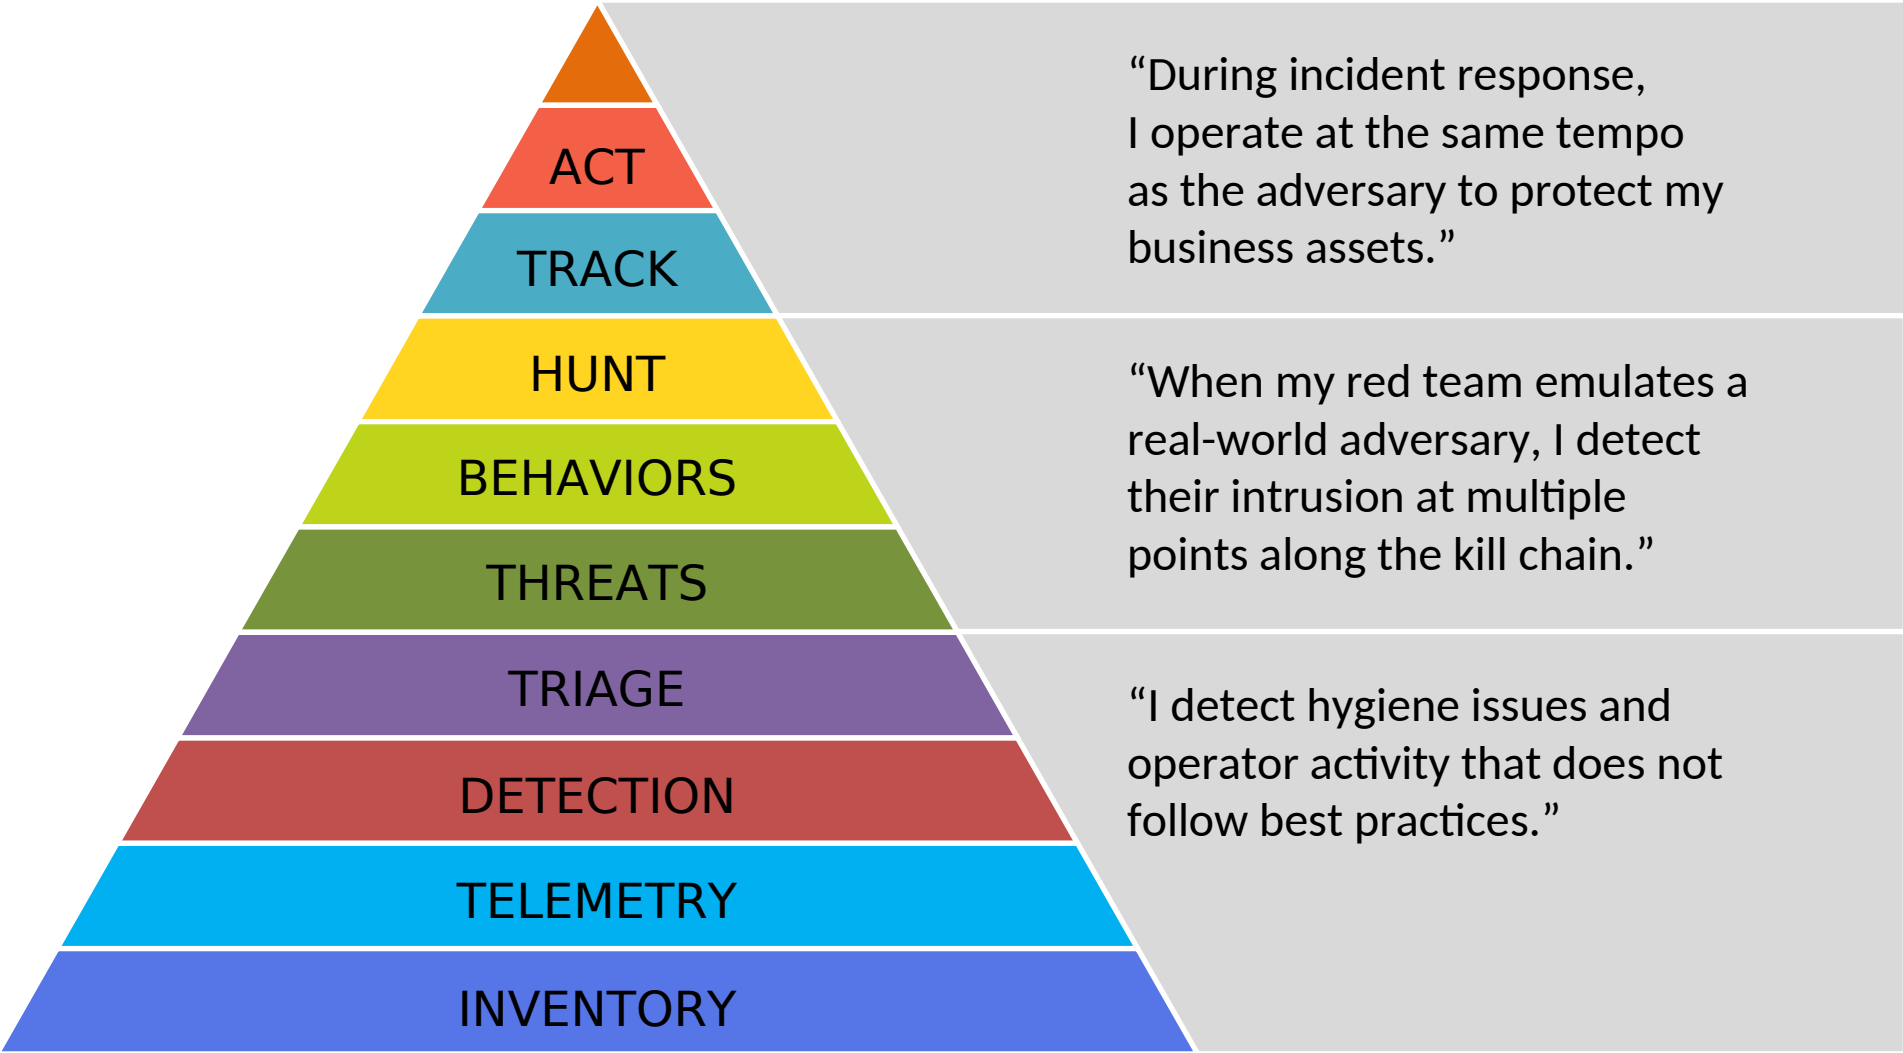 “During incident response,
I operate at the same tempo
as the adversary to protect my
business assets.”
ACT
TRACK
“When my red team emulates a
real-world adversary, I detect
their intrusion at multiple
points along the kill chain.”
HUNT
BEHAVIORS
THREATS
“I detect hygiene issues and
operator activity that does not
follow best practices.”
TRIAGE
DETECTION
TELEMETRY
INVENTORY